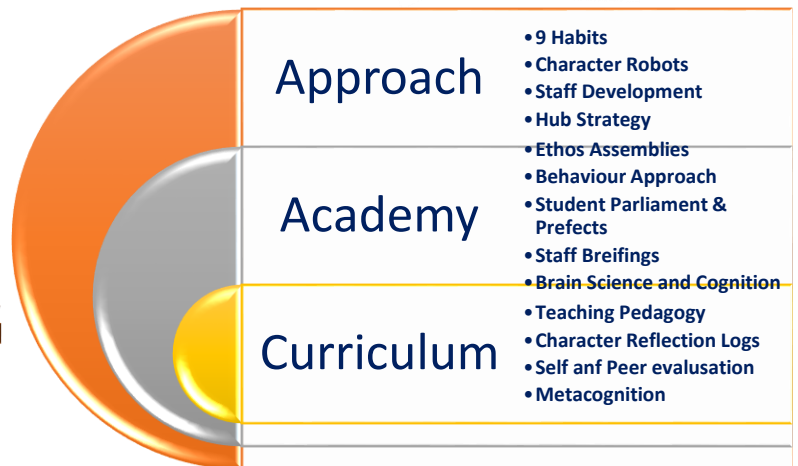 Approach
•9 Habits
•Character Robots
•Staff Development
•Hub Strategy
Academy
•Ethos Assemblies
•Behaviour Approach
•Student Parliament &
Prefects
•Staff Breifings
Curriculum
•Brain Science and Cognition
•Teaching Pedagogy
•Character Reflection Logs
•Self anf Peer evalusation
•Metacognition